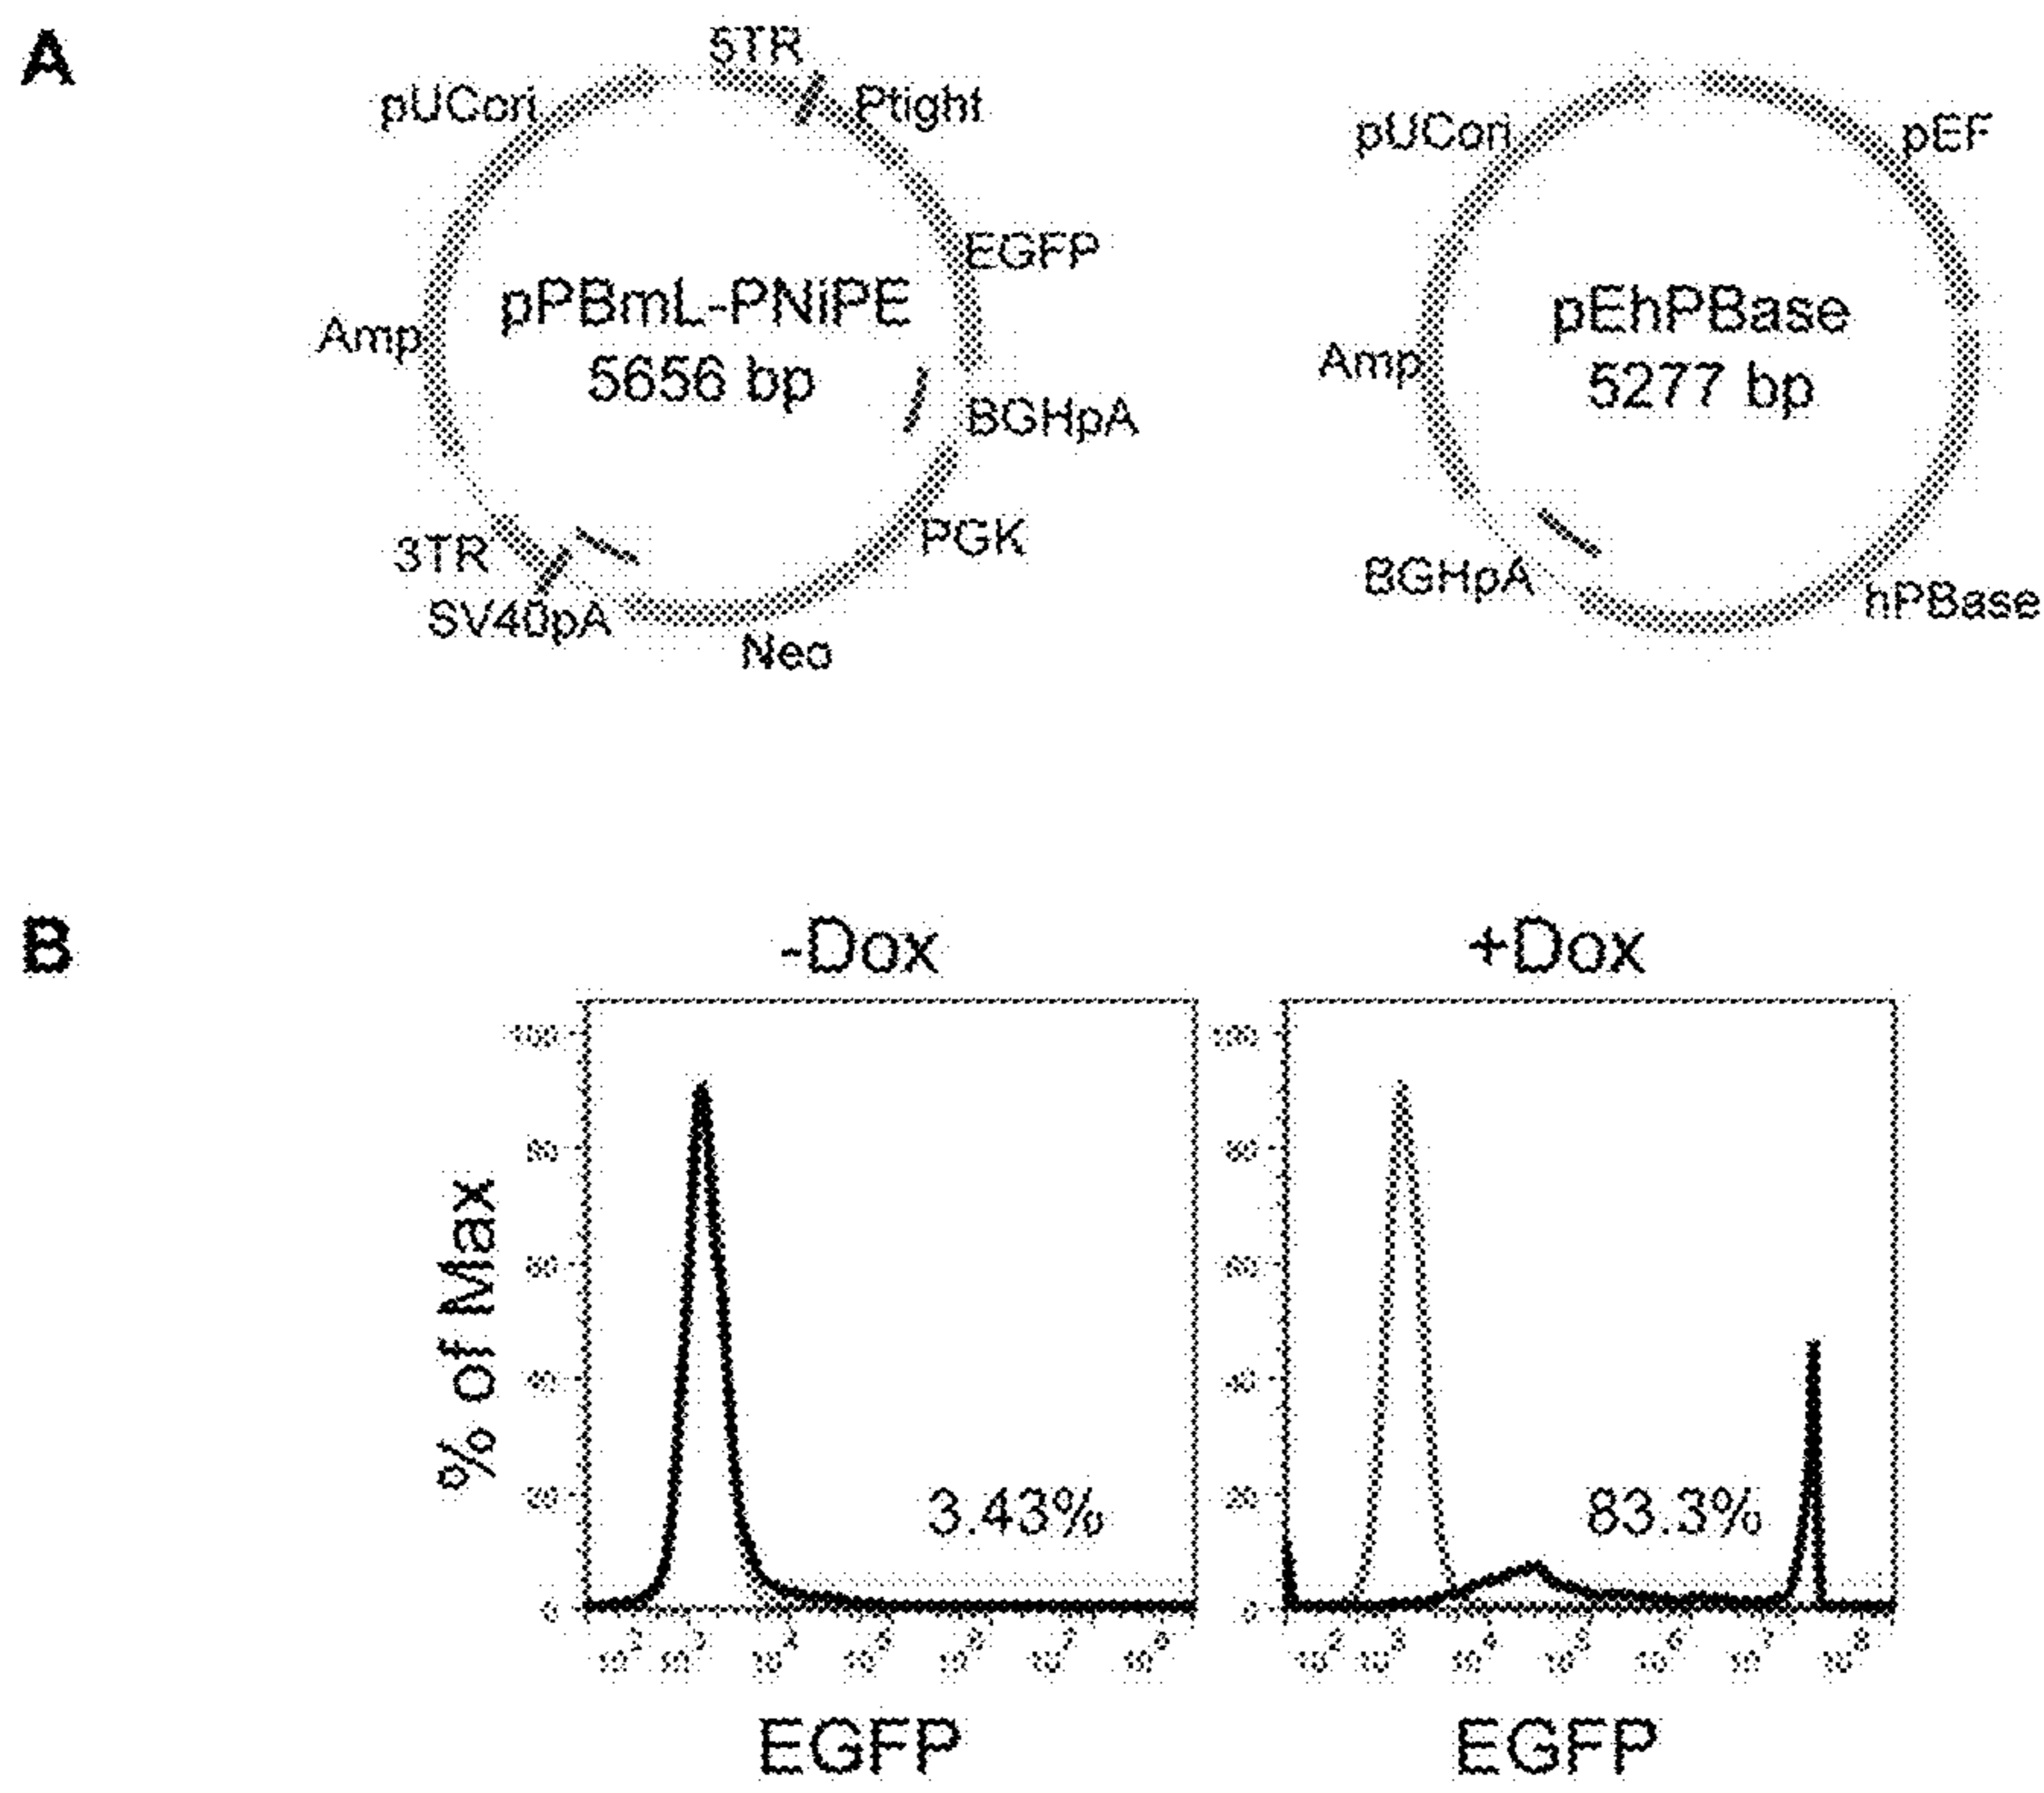 A
5TR
pUCori
Ptight
EGFP
pPBmL-PNiPE
5656 bp
Amp
BGHpA
PGK
3TR
SV40pA
Neo
pUCori
pEF
pEhPBase
5277 bp
Amp
BGHpA
hPBase
B
-Dox
+Dox
% of Max
3.43%
83.3%
EGFP
EGFP